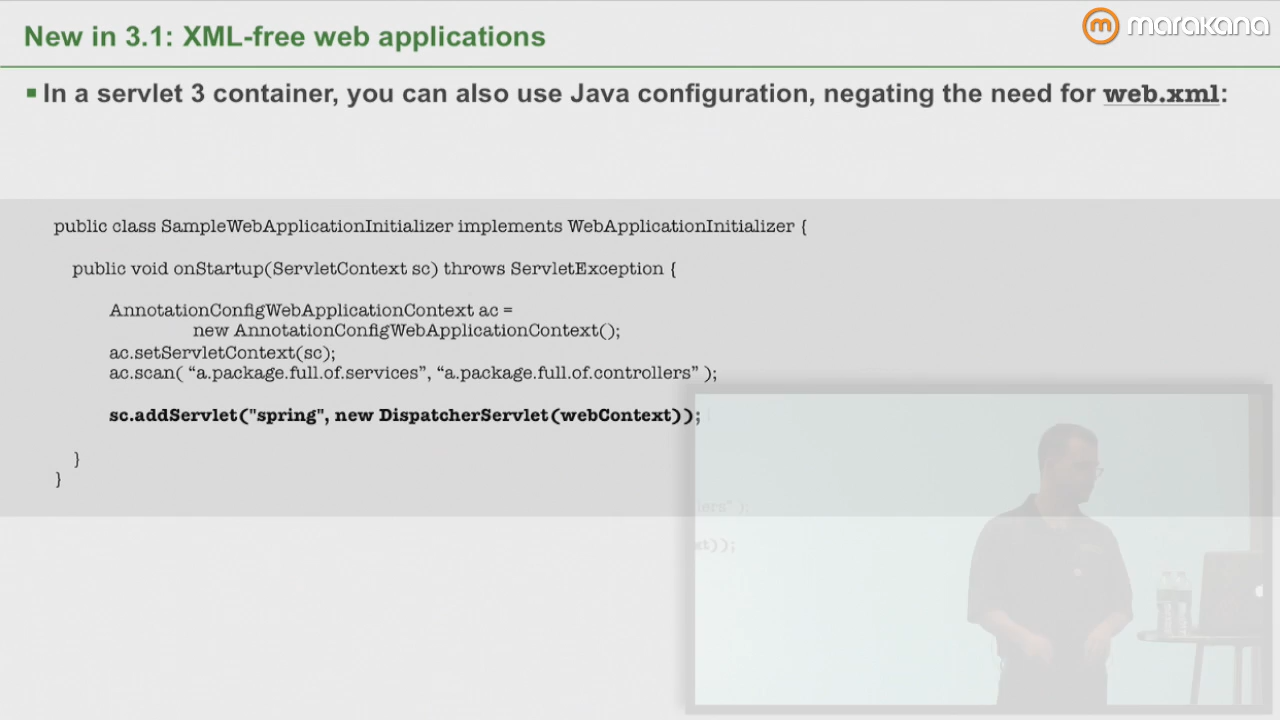 New in 3.1: XML-free web applications
marakana
In a servlet 3 container, you can also use Java configuration, negating the need for web.xml:
public class SampleWebApplicationInitializer implements WebApplicationInitializer {
public void onStartup(ServletContext sc) throws ServletException {
AnnotationConfigWebApplicationContext ac =
new AnnotationConfigWebApplicationContext();
ac.setServletContext(sc);
ac.scan( “a.package.full.of.services”, “a.package.full.of.controllers” );
sc.addServlet("spring", new DispatcherServlet(webContext));
}
}
ers” );
xt));